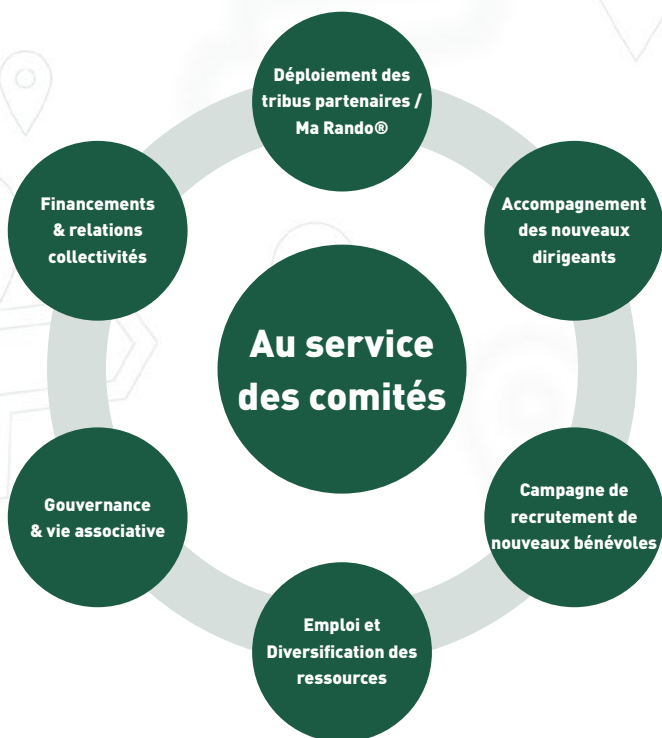 Déploiement des
tribus partenaires /
Ma Rando®
Financements
& relations
collectivités
Accompagnement
des nouveaux
dirigeants
Au service
des comités
Gouvernance
& vie associative
Campagne de
recrutement de
nouveaux bénévoles
Emploi et
Diversification des
ressources